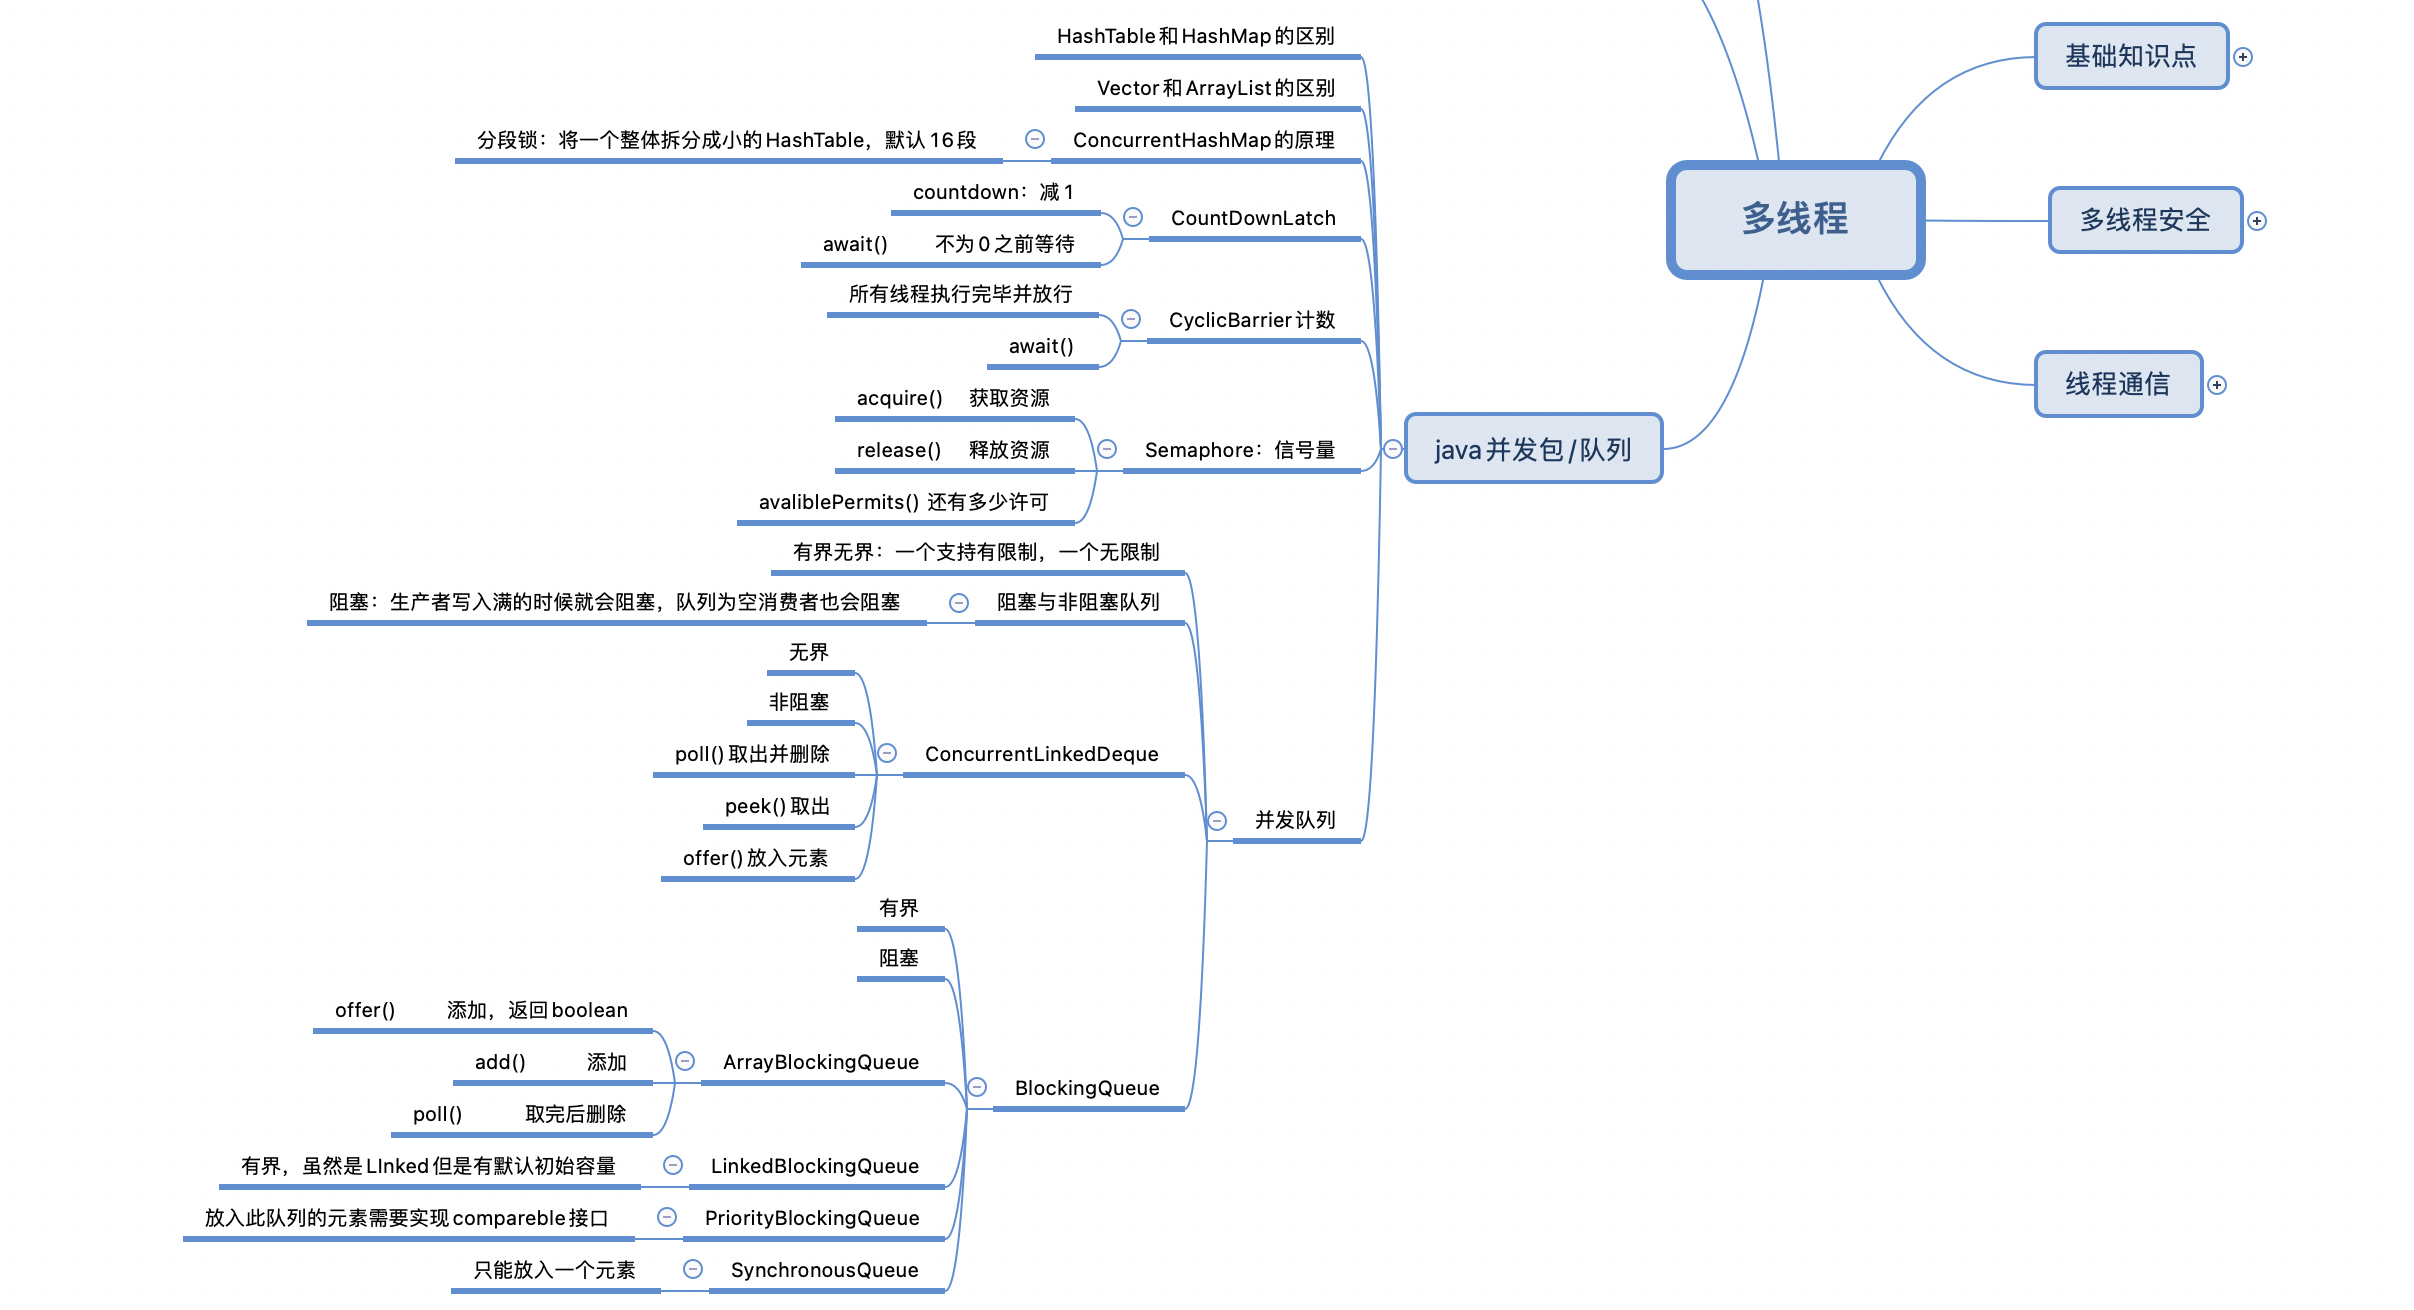 多线程
基础知识点
多线程安全
线程通信
java并发包/队列
HashTable和HashMap的区别
Vector和ArrayList的区别
ConcurrentHashMap的原理
分段锁：将一个整体拆分成小的HashTable，默认16段
CountDownLatch
countdown：减1
await() 不为0之前等待
CyclicBarrier计数
所有线程执行完毕并放行
await()
Semaphore：信号量
acquire() 获取资源
release() 释放资源
avaliblePermits() 还有多少许可
并发队列
有界无界：一个支持有限制，一个无限制
阻塞与非阻塞队列
阻塞：生产者写入满的时候就会阻塞，队列为空消费者也会阻塞
ConcurrentLinkedDeque
无界
非阻塞
poll()取出并删除
peek()取出
offer()放入元素
BlockingQueue
有界
阻塞
ArrayBlockingQueue
offer() 添加，返回boolean
add() 添加
poll() 取完后删除
LinkedBlockingQueue
有界，虽然是LInked但是有默认初始容量
PriorityBlockingQueue
放入此队列的元素需要实现compareble接口
SynchronousQueue
只能放入一个元素